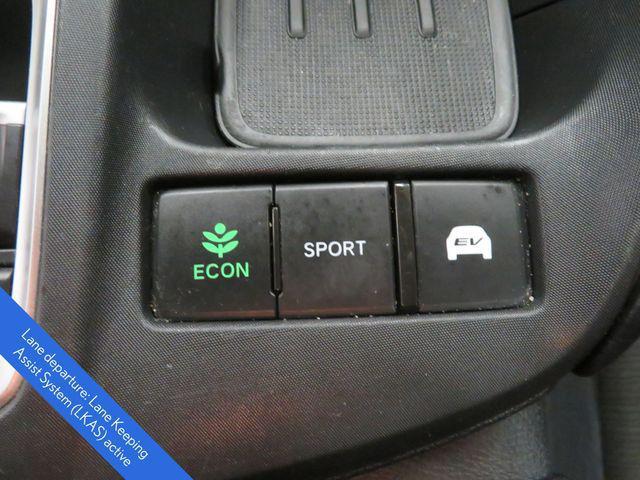 ECON
SPORT
EV
Lane departure: Lane Keeping
Assist System (LKAS) active